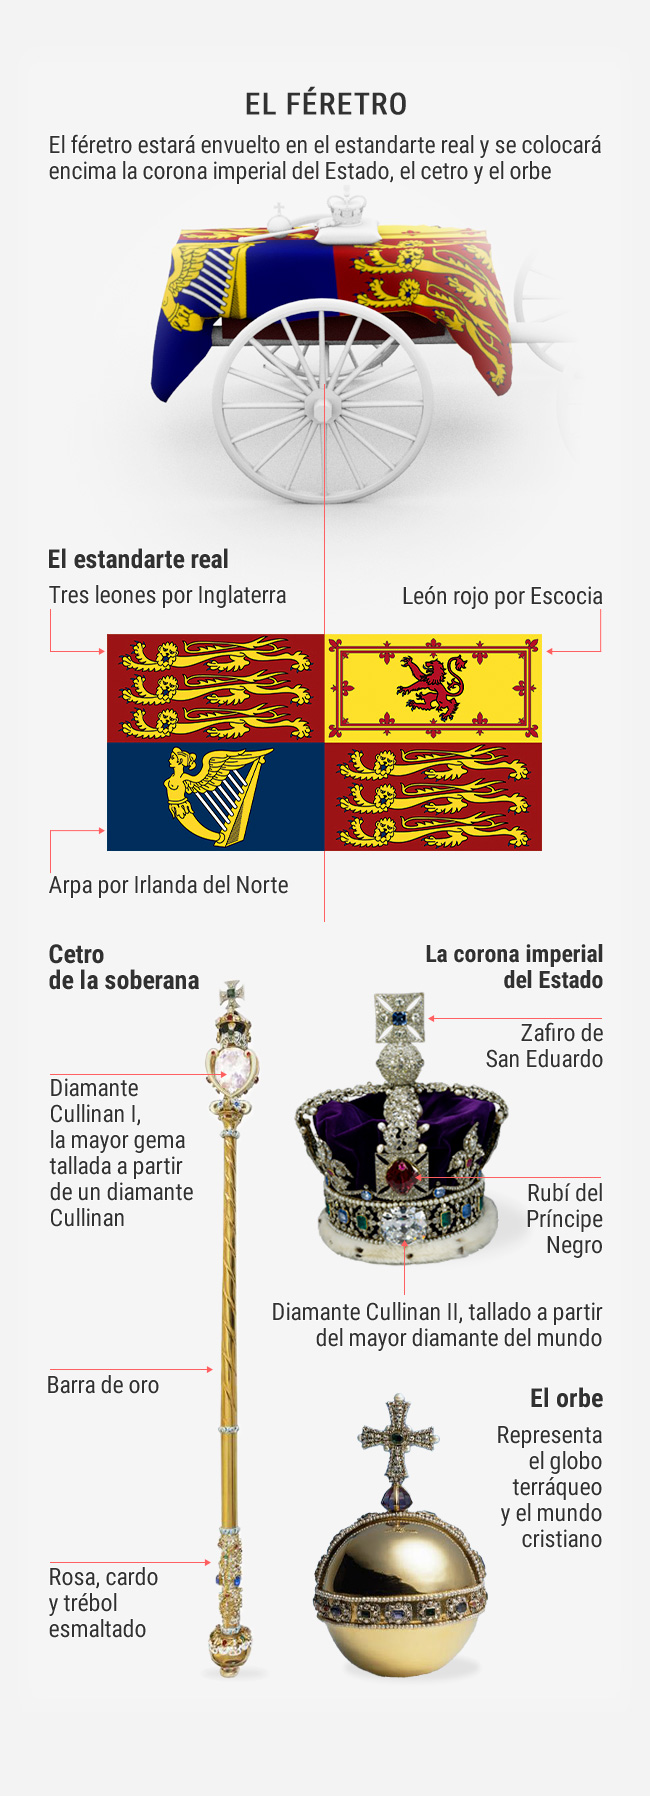 EL FÉRETRO
El féretro estará envuelto en el estandarte real y se colocará
encima la corona imperial del Estado, el cetro y el orbe
El estandarte real
Tres leones por Inglaterra
León rojo por Escocia
Arpa por Irlanda del Norte
Cetro
de la soberana
Diamante
Cullinan I,
la mayor gema
tallada a partir
de un diamante
Cullinan
Barra de oro
Rosa, cardo
y trébol
esmaltado
La corona imperial
del Estado
Zafiro de
San Eduardo
Rubí del
Príncipe
Negro
Diamante Cullinan II, tallado a partir
del mayor diamante del mundo
El orbe
Representa
el globo
terráqueo
y el mundo
cristiano